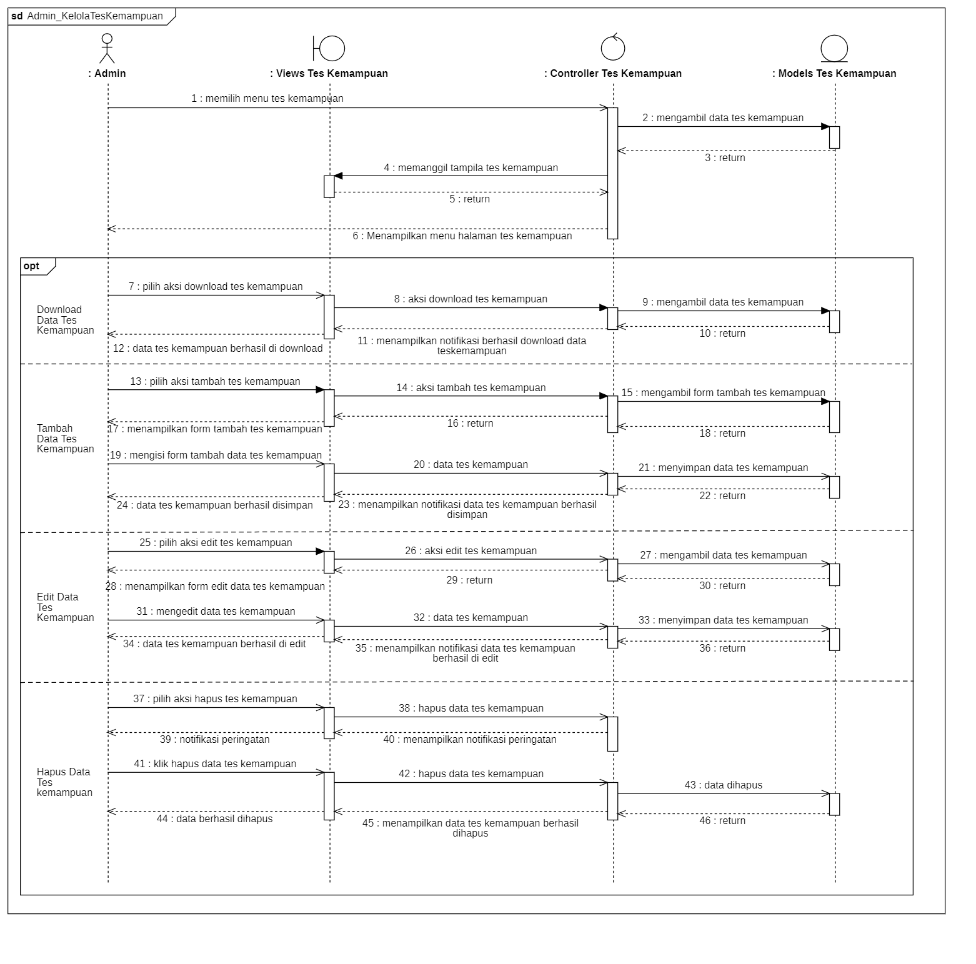 sd Admin_KelolaTesKemampuan
: Admin
: Views Tes Kemampuan
: Controller Tes Kemampuan
: Models Tes Kemampuan
1 : memilih menu tes kemampuan
2 : mengambil data tes kemampuan
3 : return
4 : memanggil tampila tes kemampuan
5 : return
6 : Menampilkan menu halaman tes kemampuan
opt
Download
Data Tes
Kemampuan
7 : pilih aksi download tes kemampuan
8 : aksi download tes kemampuan
9 : mengambil data tes kemampuan
10 : return
11 : menampilkan notifikasi berhasil download data
teskemampuan
12 : data tes kemampuan berhasil di download
Tambah
Data Tes
Kemampuan
13 : pilih aksi tambah tes kemampuan
14 : aksi tambah tes kemampuan
15 : mengambil form tambah tes kemampuan
16 : return
17 : menampilkan form tambah tes kemampuan
18 : return
19 : mengisi form tambah data tes kemampuan
20 : data tes kemampuan
21 : menyimpan data tes kemampuan
22 : return
23 : menampilkan notifikasi data tes kemampuan berhasil
disimpan
24 : data tes kemampuan berhasil disimpan
Edit Data
Tes
Kemampuan
25 : pilih aksi edit tes kemampuan
26 : aksi edit tes kemampuan
27 : mengambil data tes kemampuan
28 : menampilkan form edit data tes kemampuan
29 : return
30 : return
31 : mengedit data tes kemampuan
32 : data tes kemampuan
33 : menyimpan data tes kemampuan
34 : data tes kemampuan berhasil di edit
35 : menampilkan notifikasi data tes kemampuan
berhasil di edit
36 : return
Hapus Data
Tes
kemampuan
37 : pilih aksi hapus tes kemampuan
38 : hapus data tes kemampuan
39 : notifikasi peringatan
40 : menampilkan notifikasi peringatan
41 : klik hapus data tes kemampuan
42 : hapus data tes kemampuan
43 : data dihapus
44 : data berhasil dihapus
45 : menampilkan data tes kemampuan berhasil
dihapus
46 : return